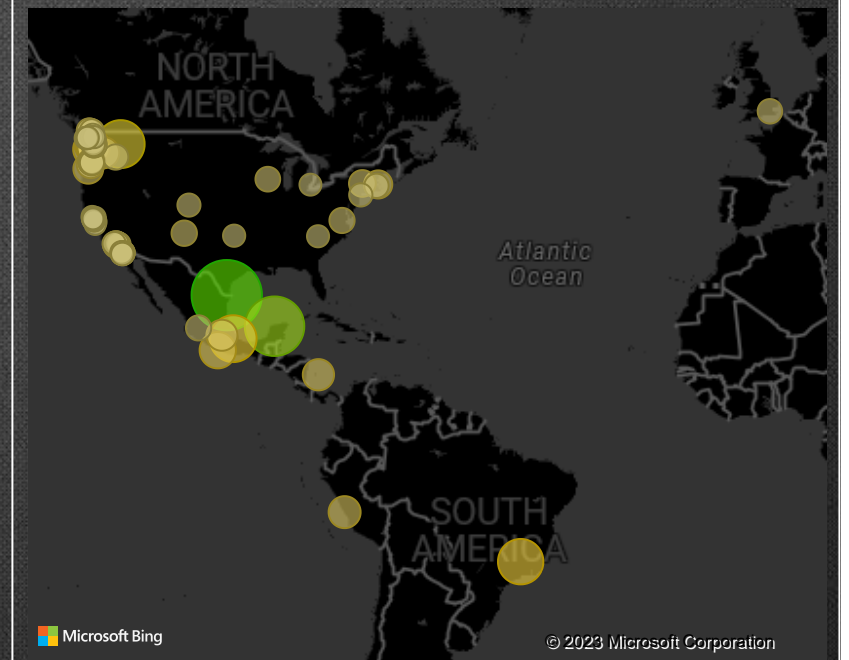 NORTH
AMERICA
Atlantic
Ocean
SOUTH
AMERICA
Microsoft Bing
© 2023 Microsoft Corporation